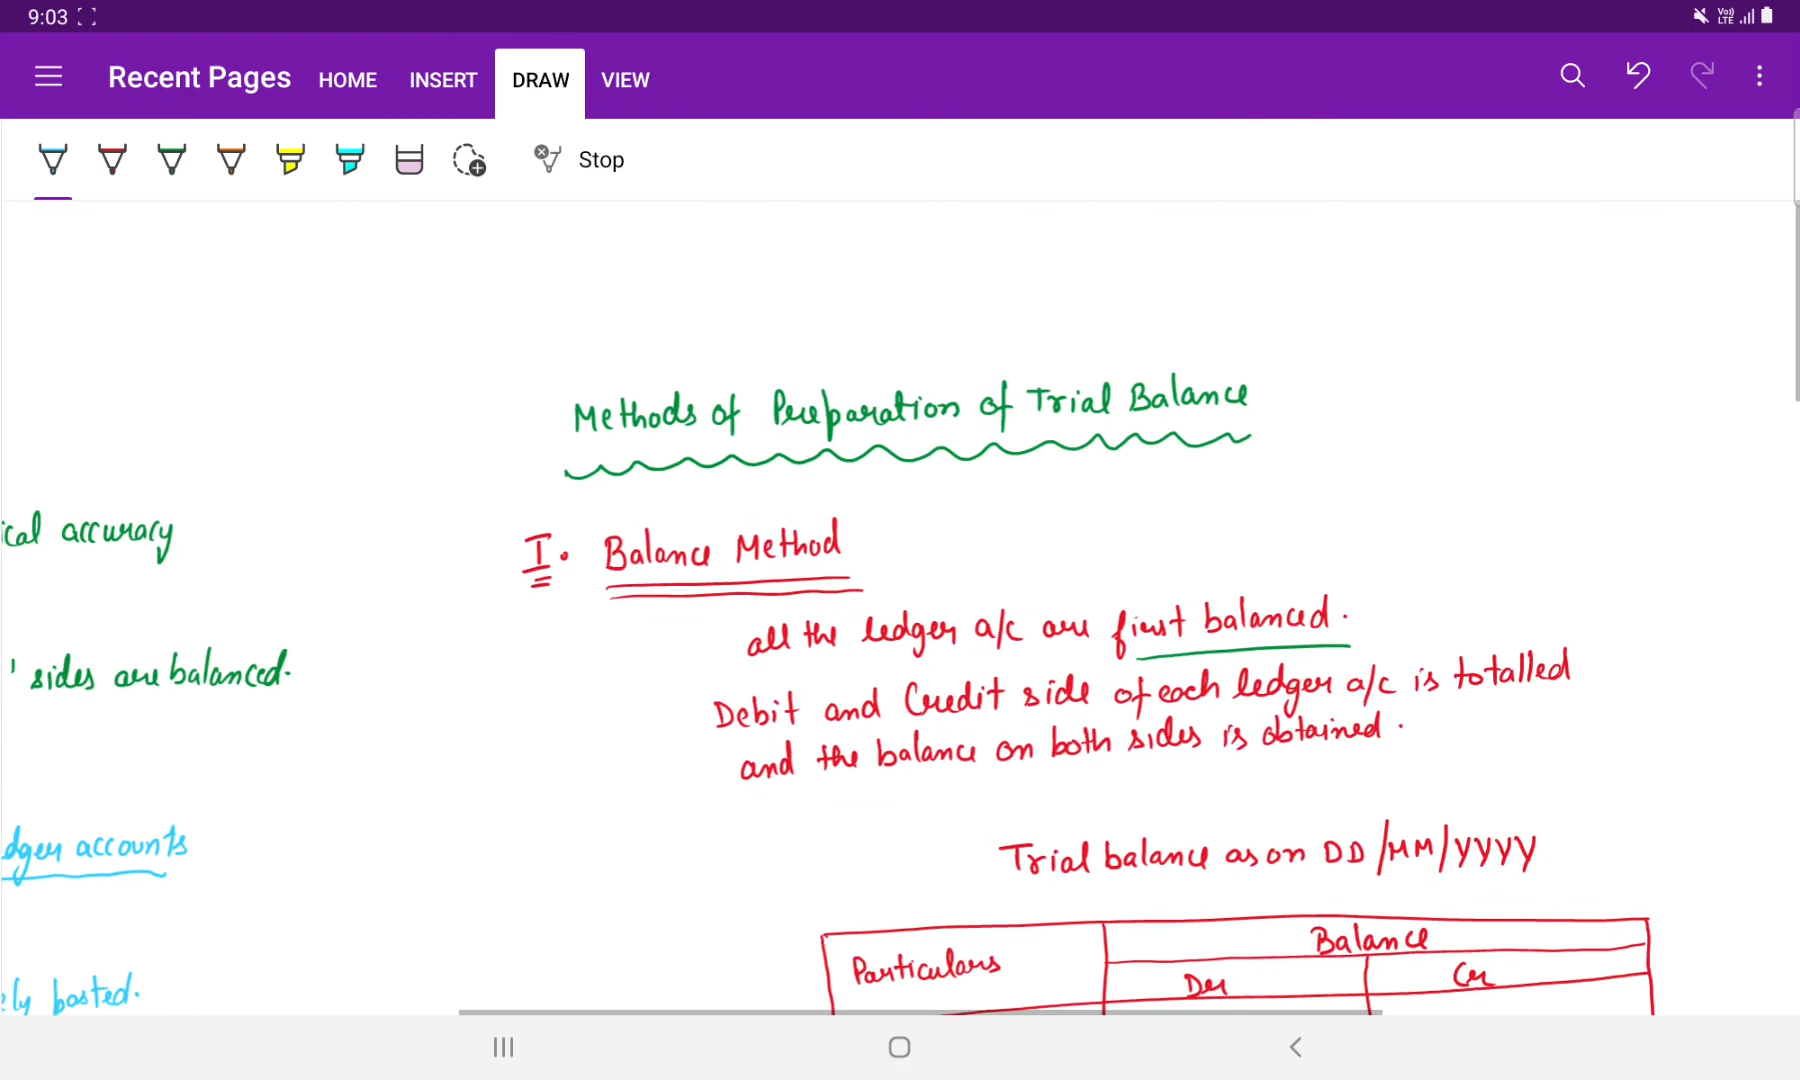 9:03
Vo))
LTE
Recent Pages HOME INSERT DRAW VIEW
Stop
Methods of Preparation of Trial Balance
ical accuracy
I. Balance Method
all the ledger a/c are first balanced.
' sides are balanced.
Debit and Credit side of each ledger a/c is totalled
and the balance on both sides is obtained.
dger accounts
Trial balance as on DD/MM/YYYY
Particulars
Balance
Dr
Cr
ely posted.